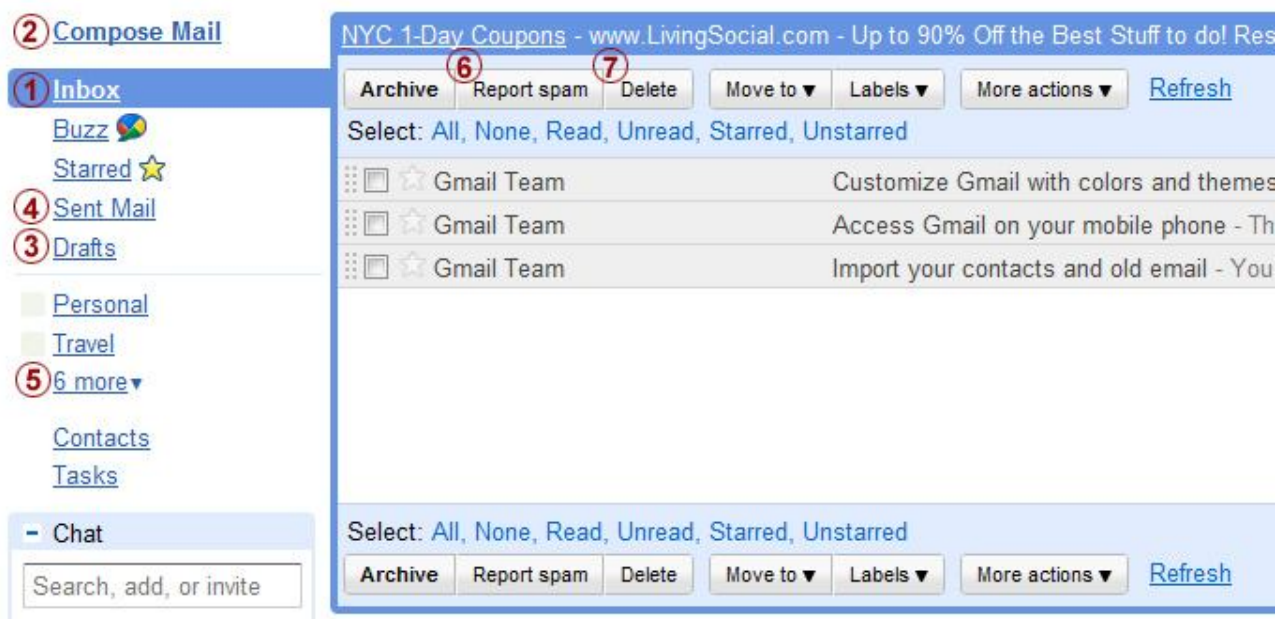 2 Compose Mail
1 Inbox
Buzz
Starred
4 Sent Mail
3 Drafts
Personal
Travel
5 6 more▼
Contacts
Tasks
- Chat
Search, add, or invite
NYC 1-Day Coupons - www.LivingSocial.com - Up to 90% Off the Best Stuff to do! Res
6 7
Archive Report spam Delete Move to ▼ Labels ▼ More actions ▼ Refresh
Select: All, None, Read, Unread, Starred, Unstarred
Gmail Team Customize Gmail with colors and themes
Gmail Team Access Gmail on your mobile phone - Th
Gmail Team Import your contacts and old email - You
Select: All, None, Read, Unread, Starred, Unstarred
Archive Report spam Delete Move to ▼ Labels ▼ More actions ▼ Refresh